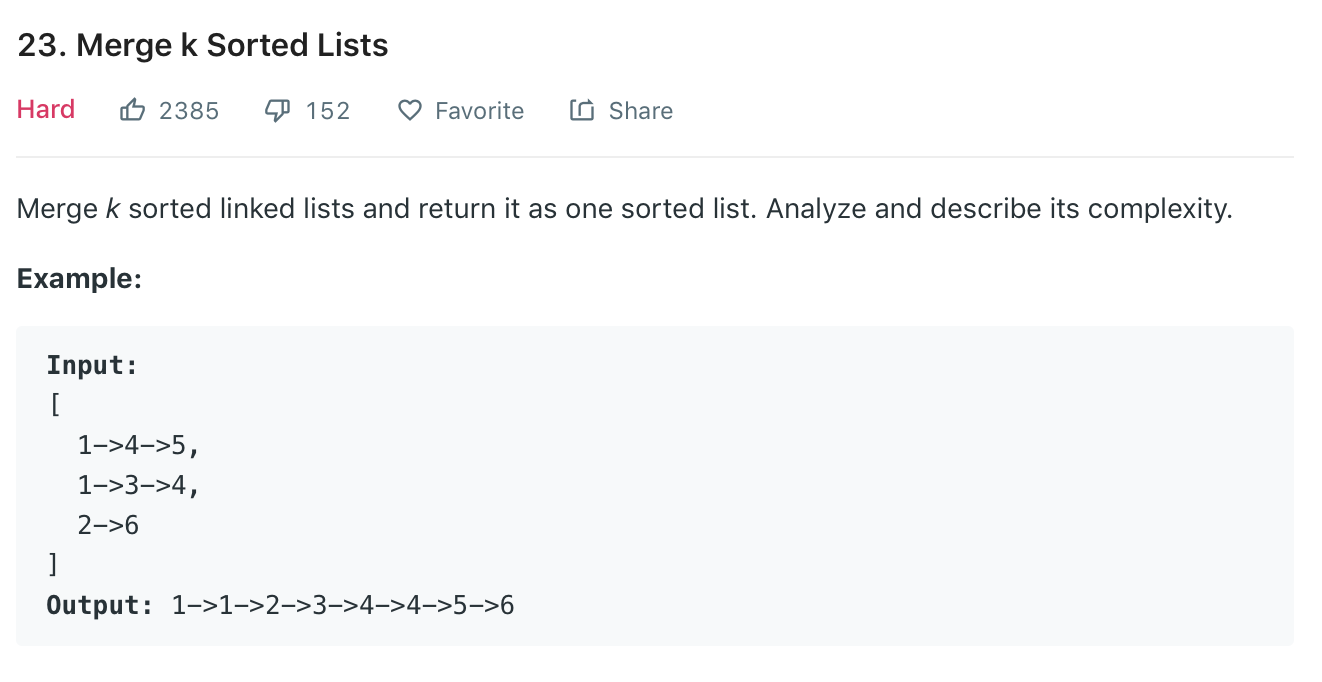 23. Merge k Sorted Lists
Hard 2385 152 Favorite Share
Merge k sorted linked lists and return it as one sorted list. Analyze and describe its complexity.
Example:
Input:
[
  1->4->5,
  1->3->4,
  2->6
]
Output: 1->1->2->3->4->4->5->6